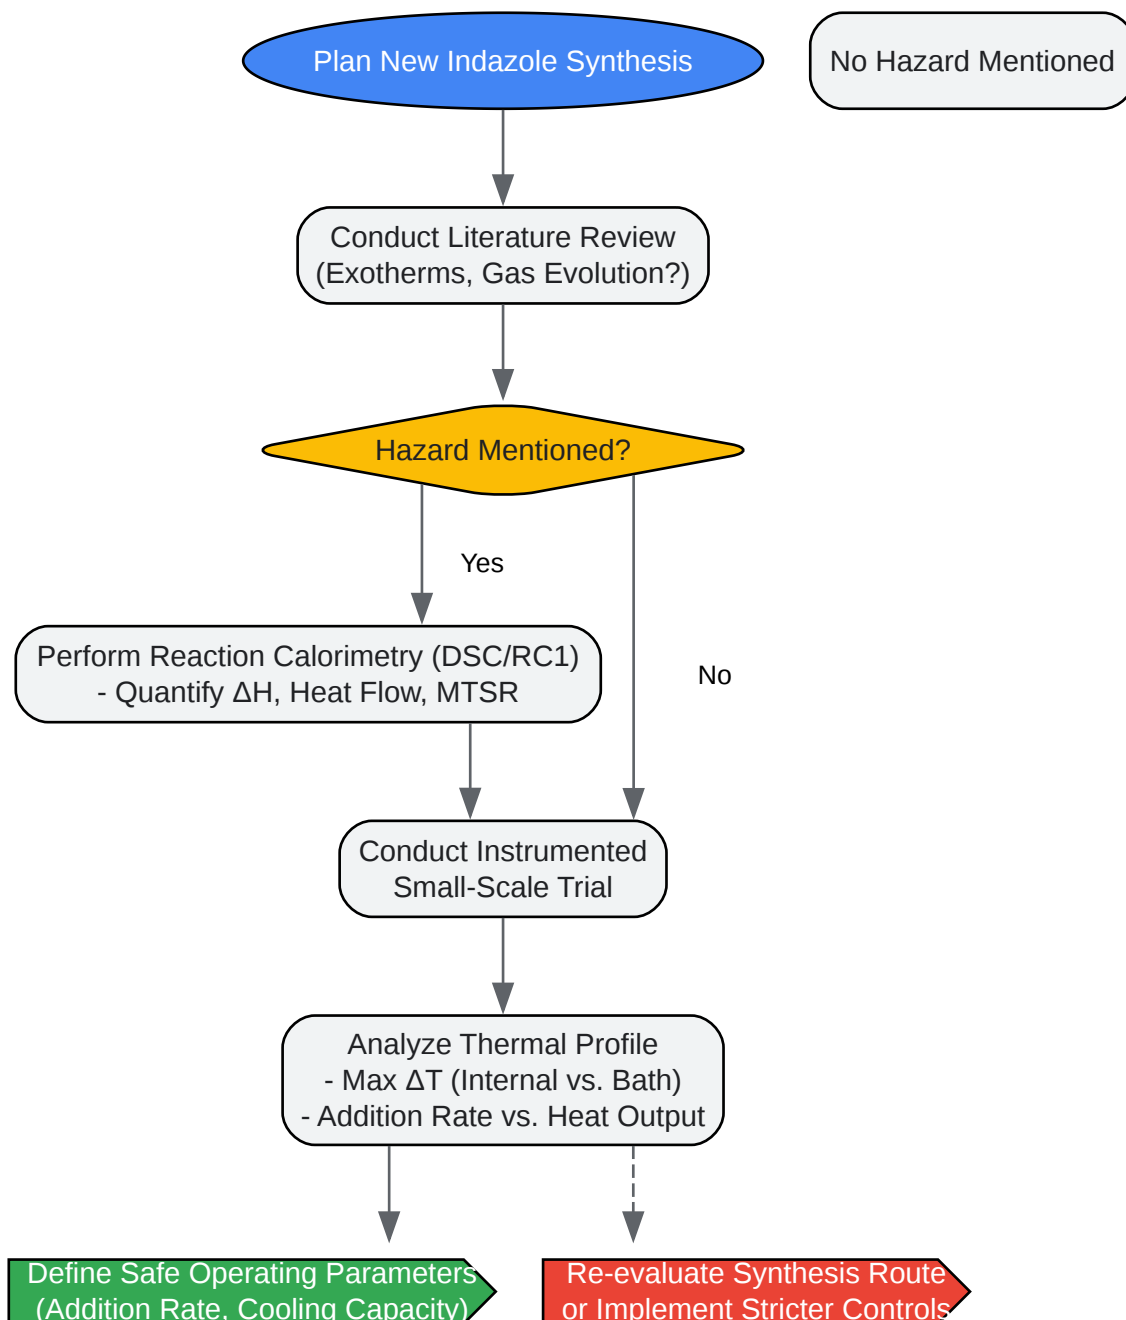 Plan New Indazole Synthesis
No Hazard Mentioned
Conduct Literature Review
(Exotherms, Gas Evolution?)
Hazard Mentioned?
Yes
Perform Reaction Calorimetry (DSC/RC1)
- Quantify ΔH, Heat Flow, MTSR
No
Conduct Instrumented
Small-Scale Trial
Analyze Thermal Profile
- Max ΔT (Internal vs. Bath)
- Addition Rate vs. Heat Output
Define Safe Operating Parameters
(Addition Rate, Cooling Capacity)
Re-evaluate Synthesis Route
or Implement Stricter Controls